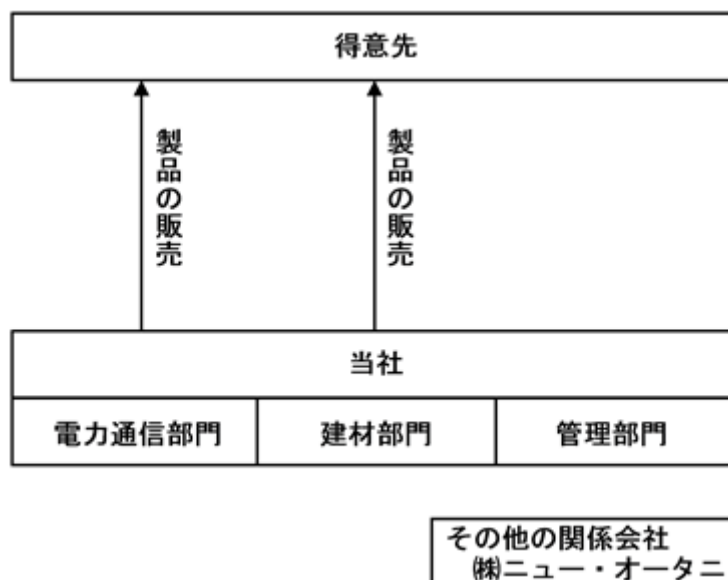 得意先
製品の販売
製品の販売
当社
電力通信部門
建材部門
管理部門
その他の関係会社
㈱ニュー・オータニ